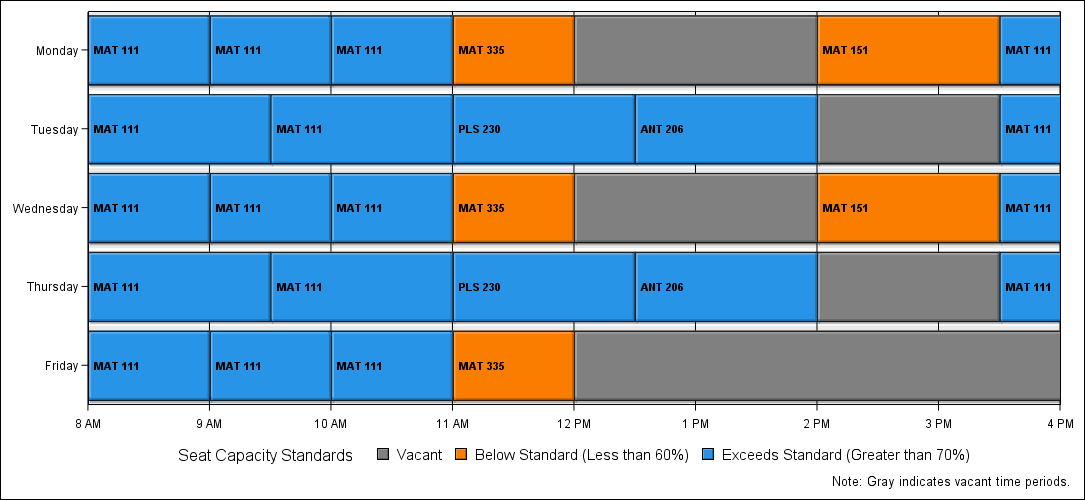 Monday MAT 111 MAT 111 MAT 111 MAT 335 MAT 151 MAT 111
Tuesday MAT 111 MAT 111 PLS 230 ANT 206 MAT 111
Wednesday MAT 111 MAT 111 MAT 111 MAT 335 MAT 151 MAT 111
Thursday MAT 111 MAT 111 PLS 230 ANT 206 MAT 111
Friday MAT 111 MAT 111 MAT 111 MAT 335
8 AM 9 AM 10 AM 11 AM 12 PM 1 PM 2 PM 3 PM 4 PM
Seat Capacity Standards Vacant Below Standard (Less than 60%) Exceeds Standard (Greater than 70%)
Note: Gray indicates vacant time periods.